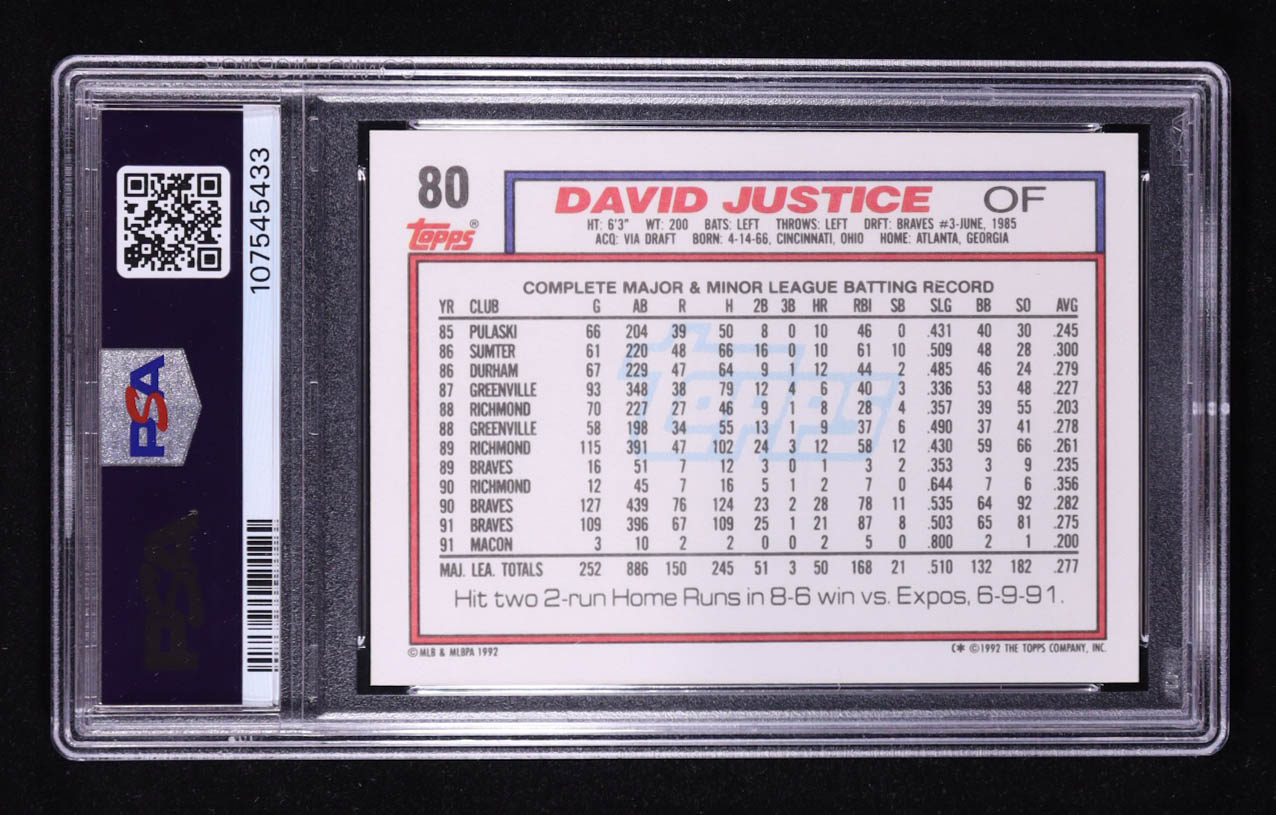 107545433
PSA
PSA
80
topps®
DAVID JUSTICE OF
HT: 6'3" WT: 200 BATS: LEFT THROWS: LEFT DRFT: BRAVES #3-JUNE, 1985
ACQ: VIA DRAFT BORN: 4-14-66, CINCINNATI, OHIO HOME: ATLANTA, GEORGIA
COMPLETE MAJOR & MINOR LEAGUE BATTING RECORD
YR CLUB G AB R H 2B 3B HR RBI SB SLG BB SO AVG
85 PULASKI 66 204 39 50 8 0 10 46 0 .431 40 30 .245
86 SUMTER 61 220 48 66 16 0 10 61 10 .509 48 28 .300
86 DURHAM 67 229 47 64 9 1 12 44 2 .485 46 24 .279
87 GREENVILLE 93 348 38 79 12 4 6 40 3 .336 53 48 .227
88 RICHMOND 70 227 27 46 9 1 8 28 4 .357 39 55 .203
88 GREENVILLE 58 198 34 55 13 1 9 37 6 .490 37 41 .278
89 RICHMOND 115 391 47 102 24 3 12 58 12 .430 59 66 .261
89 BRAVES 16 51 7 12 3 0 1 3 2 .353 3 9 .235
90 RICHMOND 12 45 7 16 5 1 2 7 0 .644 7 6 .356
90 BRAVES 127 439 76 124 23 2 28 78 11 .535 64 92 .282
91 BRAVES 109 396 67 109 25 1 21 87 8 .503 65 81 .275
91 MACON 3 10 2 2 0 0 2 5 0 .800 2 1 .200
MAJ. LEA. TOTALS 252 886 150 245 51 3 50 168 21 .510 132 182 .277
topps
Hit two 2-run Home Runs in 8-6 win vs. Expos, 6-9-91.
© MLB & MLBPA 1992
(* © 1992 THE TOPPS COMPANY, INC.